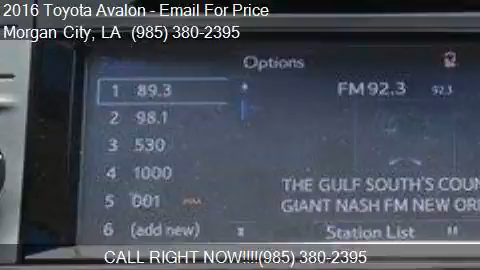 2016 Toyota Avalon - Email For Price
Morgan City, LA (985) 380-2395
Options
1 89.3
FM 92.3 92.3
2 98.1
3 530
4 1000
THE GULF SOUTH'S COUN
5 001
GIANT NASH FM NEW ORL
6 (add new)
Station List
CALL RIGHT NOW!!!!(985) 380-2395